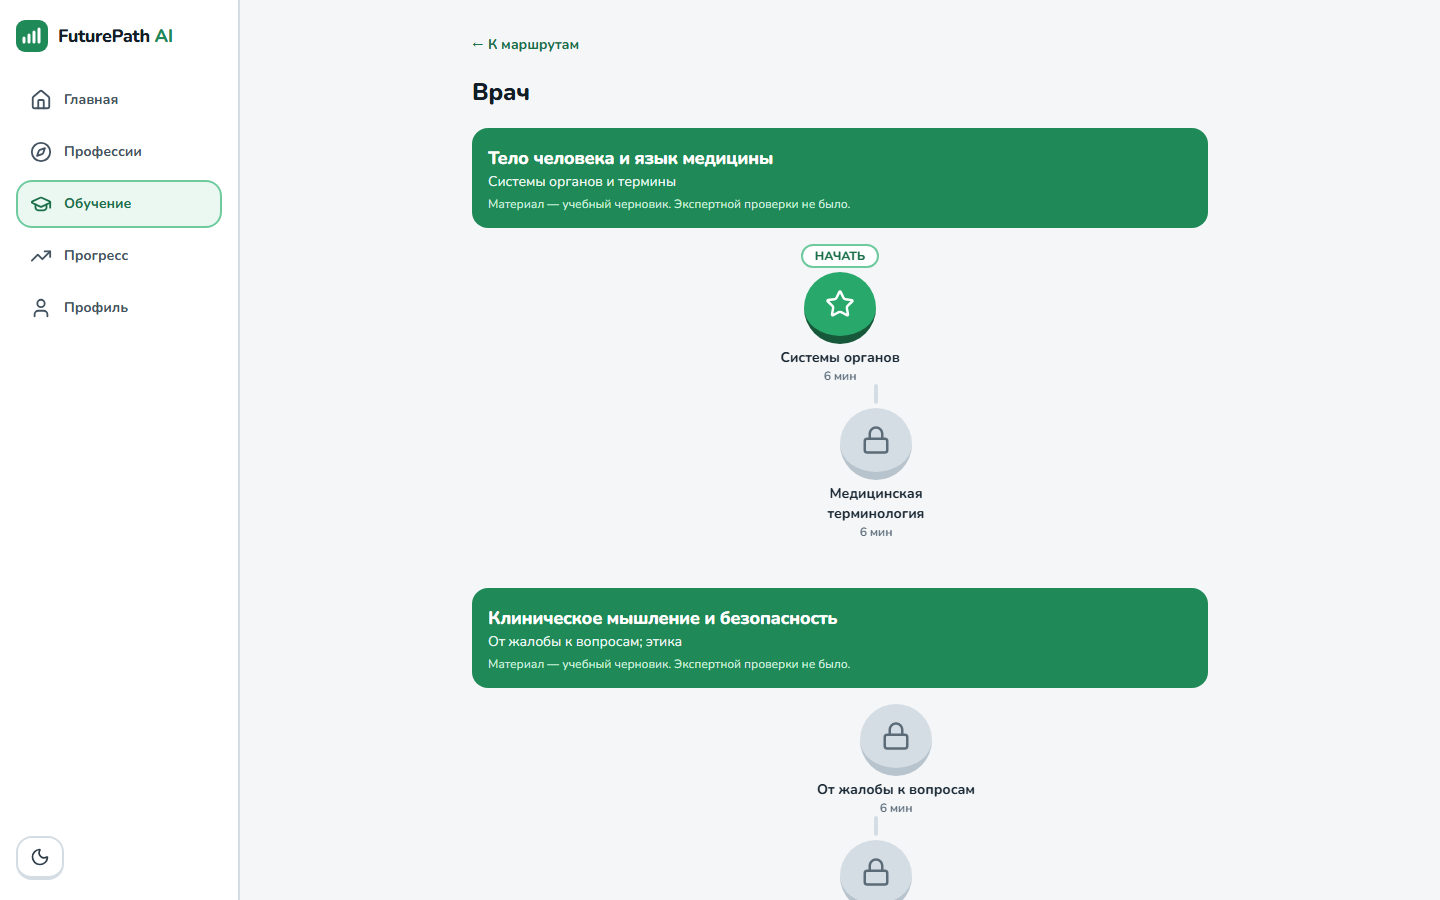 FuturePath AI
Главная
Профессии
Обучение
Прогресс
Профиль
← К маршрутам
Врач
Тело человека и язык медицины
Системы органов и термины
Материал — учебный черновик. Экспертной проверки не было.
НАЧАТЬ
Системы органов
6 мин
Медицинская
терминология
6 мин
Клиническое мышление и безопасность
От жалобы к вопросам; этика
Материал — учебный черновик. Экспертной проверки не было.
От жалобы к вопросам
6 мин